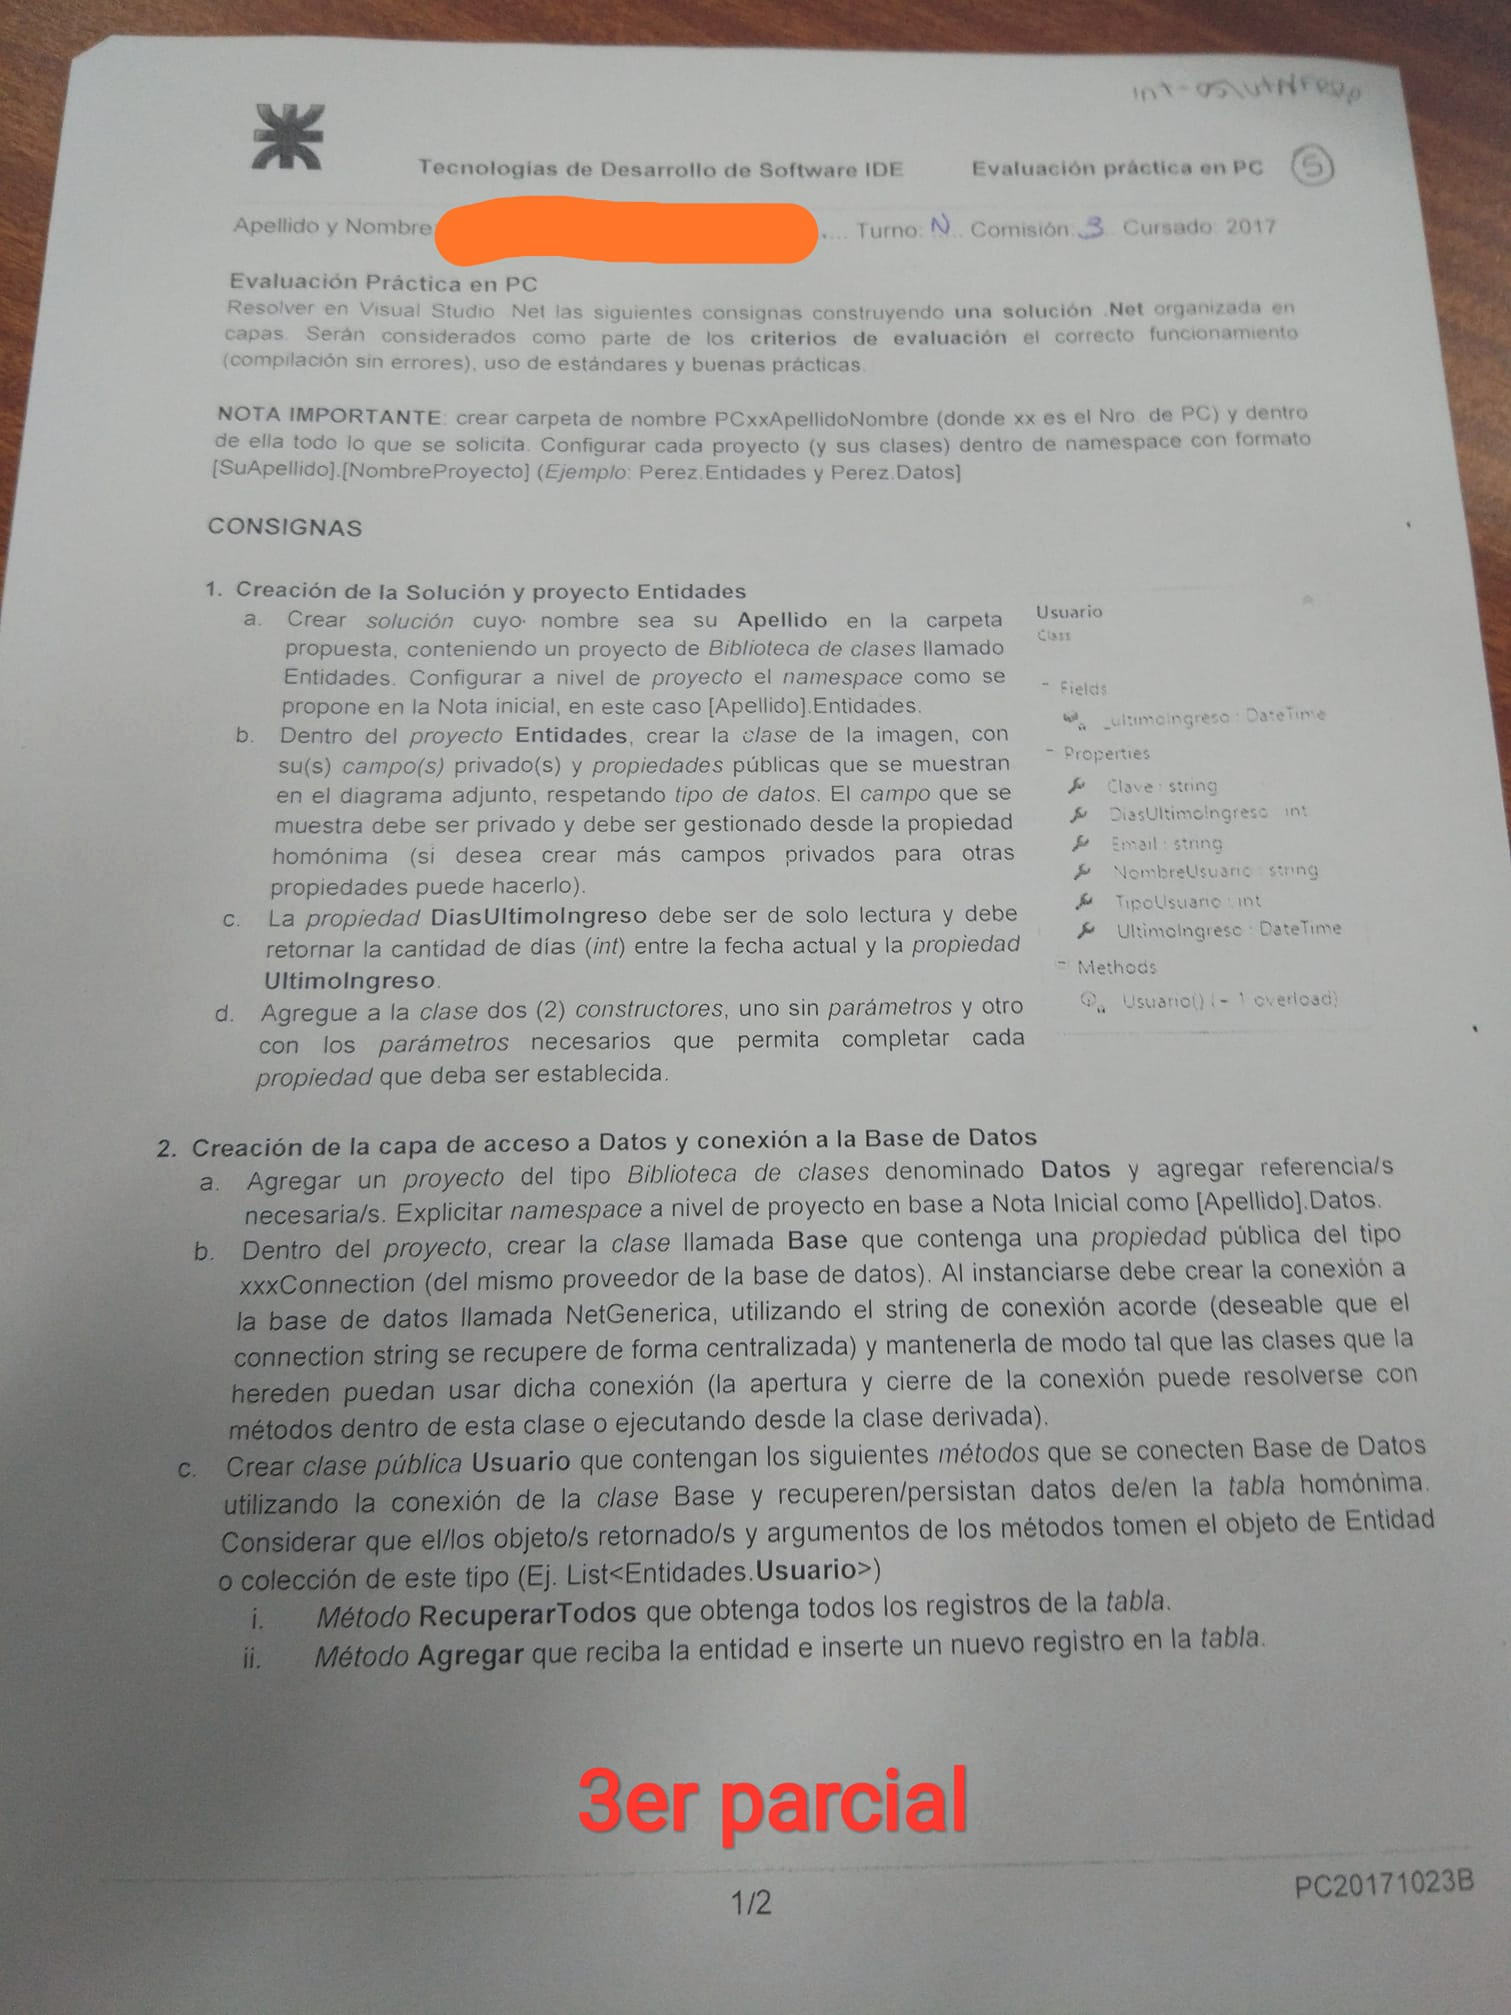 Tecnologías de Desarrollo de Software IDE Evaluación práctica en PC 5
Apellido y Nombre .... Turno: N Comisión: 3 Cursado: 2017
Evaluación Práctica en PC
Resolver en Visual Studio .Net las siguientes consignas construyendo una solución .Net organizada en
capas. Serán considerados como parte de los criterios de evaluación el correcto funcionamiento
(compilación sin errores), uso de estándares y buenas prácticas.
NOTA IMPORTANTE: crear carpeta de nombre PCxxApellidoNombre (donde xx es el Nro. de PC) y dentro
de ella todo lo que se solicita. Configurar cada proyecto (y sus clases) dentro de namespace con formato
[SuApellido].[NombreProyecto] (Ejemplo: Perez.Entidades y Perez.Datos]
CONSIGNAS
1. Creación de la Solución y proyecto Entidades
a. Crear solución cuyo nombre sea su Apellido en la carpeta
propuesta, conteniendo un proyecto de Biblioteca de clases llamado
Entidades. Configurar a nivel de proyecto el namespace como se
propone en la Nota inicial, en este caso [Apellido].Entidades.
b. Dentro del proyecto Entidades, crear la clase de la imagen, con
su(s) campo(s) privado(s) y propiedades públicas que se muestran
en el diagrama adjunto, respetando tipo de datos. El campo que se
muestra debe ser privado y debe ser gestionado desde la propiedad
homónima (si desea crear más campos privados para otras
propiedades puede hacerlo).
c. La propiedad DiasUltimoIngreso debe ser de solo lectura y debe
retornar la cantidad de días (int) entre la fecha actual y la propiedad
UltimoIngreso.
d. Agregue a la clase dos (2) constructores, uno sin parámetros y otro
con los parámetros necesarios que permita completar cada
propiedad que deba ser establecida.
Usuario
Class
Fields
_ultimoIngreso : DateTime
Properties
Clave : string
DiasUltimoIngreso : int
Email : string
NombreUsuario : string
TipoUsuario : int
UltimoIngreso : DateTime
Methods
Usuario() (+ 1 overload)
2. Creación de la capa de acceso a Datos y conexión a la Base de Datos
a. Agregar un proyecto del tipo Biblioteca de clases denominado Datos y agregar referencia/s
necesaria/s. Explicitar namespace a nivel de proyecto en base a Nota Inicial como [Apellido].Datos.
b. Dentro del proyecto, crear la clase llamada Base que contenga una propiedad pública del tipo
xxxConnection (del mismo proveedor de la base de datos). Al instanciarse debe crear la conexión a
la base de datos llamada NetGenerica, utilizando el string de conexión acorde (deseable que el
connection string se recupere de forma centralizada) y mantenerla de modo tal que las clases que la
hereden puedan usar dicha conexión (la apertura y cierre de la conexión puede resolverse con
métodos dentro de esta clase o ejecutando desde la clase derivada).
c. Crear clase pública Usuario que contengan los siguientes métodos que se conecten Base de Datos
utilizando la conexión de la clase Base y recuperen/persistan datos de/en la tabla homónima.
Considerar que el/los objeto/s retornado/s y argumentos de los métodos tomen el objeto de Entidad
o colección de este tipo (Ej. List<Entidades.Usuario>)
i. Método RecuperarTodos que obtenga todos los registros de la tabla.
ii. Método Agregar que reciba la entidad e inserte un nuevo registro en la tabla.
3er parcial
1/2
PC20171023B